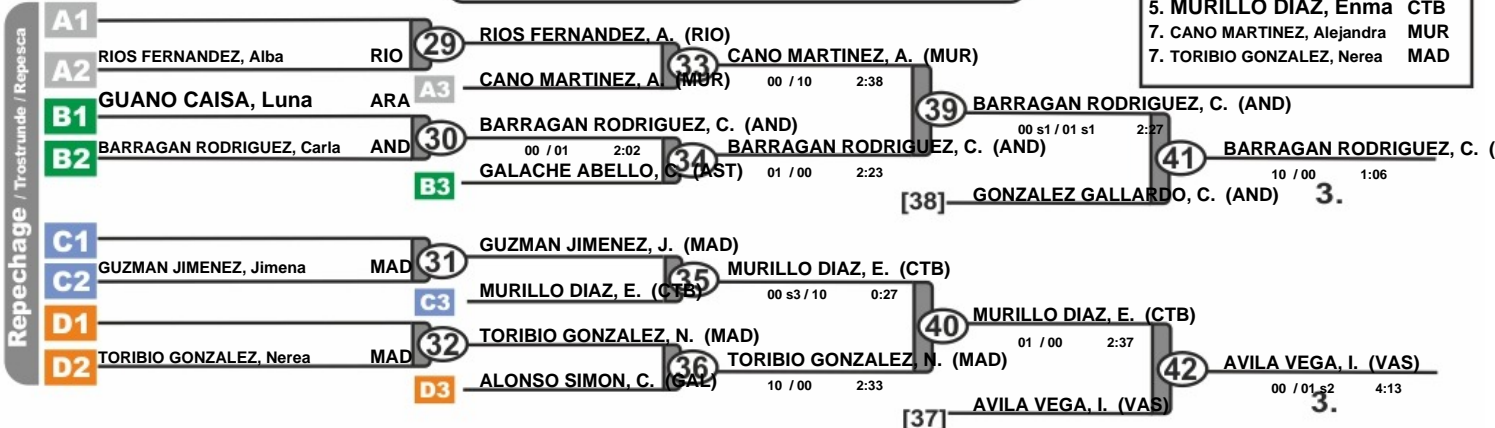 5. MURILLO DIAZ, Enma CTB
7. CANO MARTINEZ, Alejandra MUR
7. TORIBIO GONZALEZ, Nerea MAD
Repechage / Trostrunde / Repesca
A1
A2 RIOS FERNANDEZ, Alba RIO
29
RIOS FERNANDEZ, A. (RIO)
A3 CANO MARTINEZ, A. (MUR)
33
CANO MARTINEZ, A. (MUR)
00 / 10 2:38
B1 GUANO CAISA, Luna ARA
B2 BARRAGAN RODRIGUEZ, Carla AND
30
BARRAGAN RODRIGUEZ, C. (AND)
00 / 01 2:02
B3 GALACHE ABELLO, C. (AST)
34
BARRAGAN RODRIGUEZ, C. (AND)
01 / 00 2:23
39
BARRAGAN RODRIGUEZ, C. (AND)
00 s1 / 01 s1 2:27
[38] GONZALEZ GALLARDO, C. (AND)
41
BARRAGAN RODRIGUEZ, C. (
10 / 00 1:06
3.
C1
C2 GUZMAN JIMENEZ, Jimena MAD
31
GUZMAN JIMENEZ, J. (MAD)
C3 MURILLO DIAZ, E. (CTB)
35
MURILLO DIAZ, E. (CTB)
00 s3 / 10 0:27
D1
D2 TORIBIO GONZALEZ, Nerea MAD
32
TORIBIO GONZALEZ, N. (MAD)
D3 ALONSO SIMON, C. (GAL)
36
TORIBIO GONZALEZ, N. (MAD)
10 / 00 2:33
40
MURILLO DIAZ, E. (CTB)
01 / 00 2:37
[37] AVILA VEGA, I. (VAS)
42
AVILA VEGA, I. (VAS)
00 / 01 s2 4:13
3.